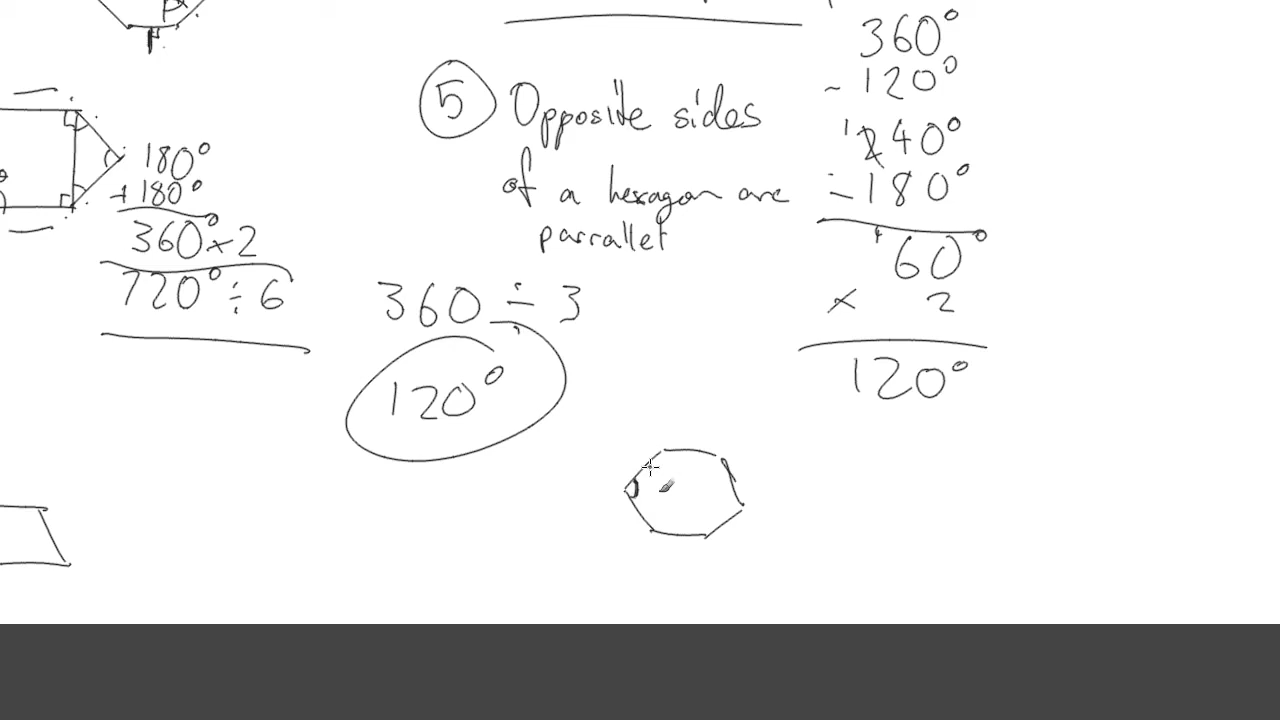 180°
+180°
360° × 2
720° ÷ 6
5 Opposite sides
of a hexagon are
parrallel
360 ÷ 3
120°
360°
- 120°
240°
- 180°
60°
× 2
120°